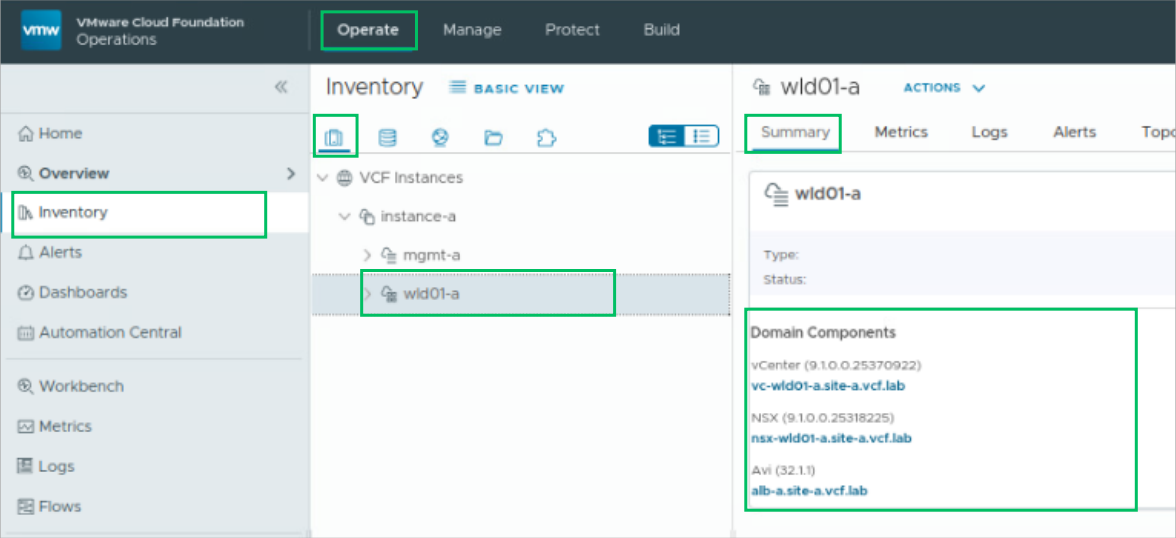 vmw
VMware Cloud Foundation
Operations
Operate
Manage
Protect
Build
Home
Overview
Inventory
Alerts
Dashboards
Automation Central
Workbench
Metrics
Logs
Flows
Inventory
BASIC VIEW
VCF Instances
instance-a
mgmt-a
wld01-a
wld01-a
ACTIONS
Summary
Metrics
Logs
Alerts
Topo
wld01-a
Type:
Status:
Domain Components
vCenter (9.1.0.0.25370922)
vc-wld01-a.site-a.vcf.lab
NSX (9.1.0.0.25318225)
nsx-wld01-a.site-a.vcf.lab
Avi (32.1.1)
alb-a.site-a.vcf.lab